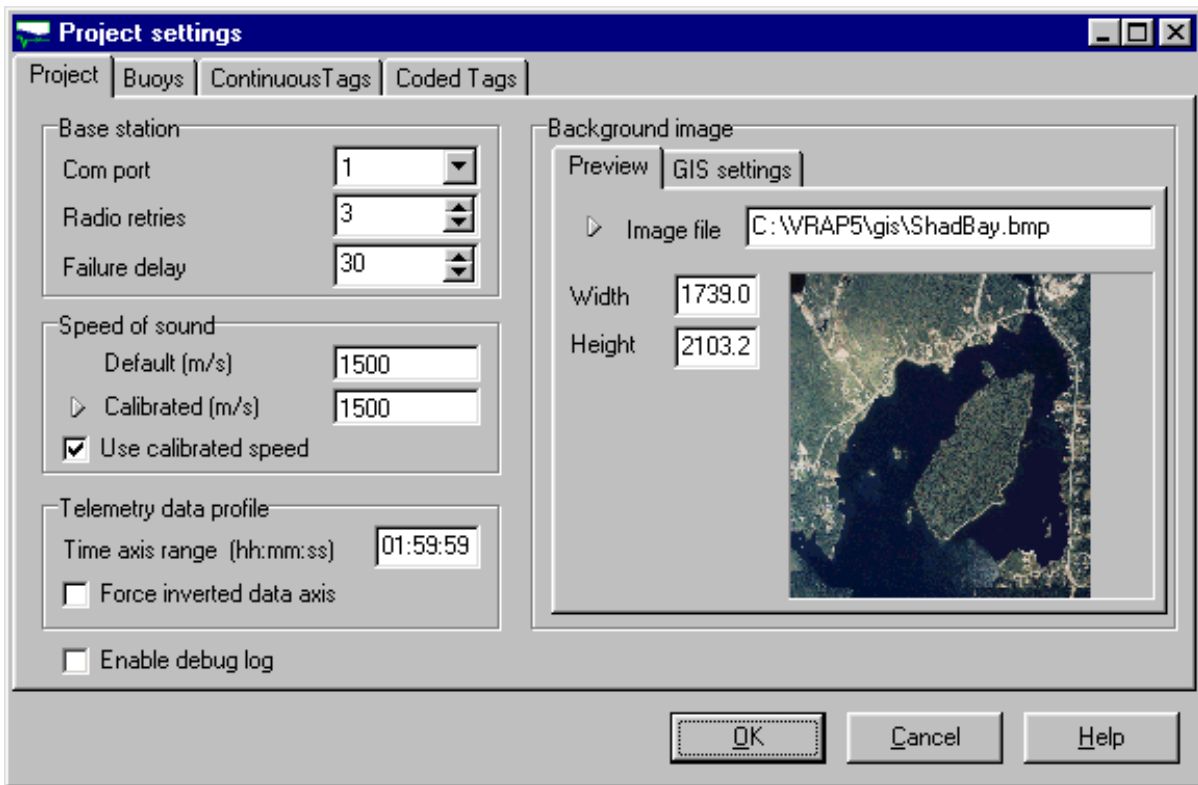 Project settings
Project
Buoys
ContinuousTags
Coded Tags
Base station
Com port
1
Radio retries
3
Failure delay
30
Speed of sound
Default (m/s)
1500
Calibrated (m/s)
1500
Use calibrated speed
Telemetry data profile
Time axis range (hh:mm:ss)
01:59:59
Force inverted data axis
Enable debug log
Background image
Preview
GIS settings
Image file
C:\VRAP5\gis\ShadBay.bmp
Width
1739.0
Height
2103.2
OK
Cancel
Help